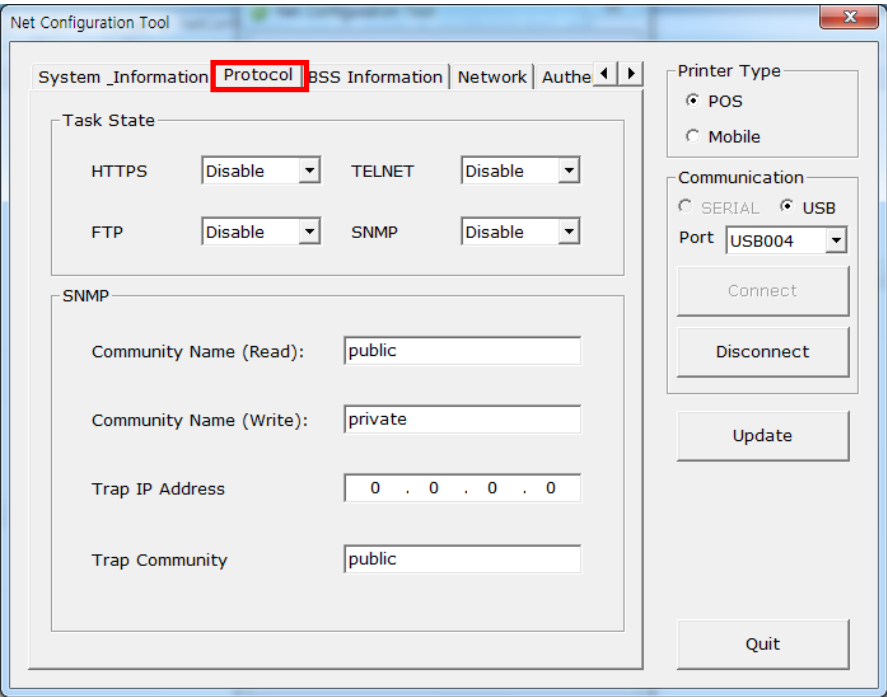 Net Configuration Tool
System _Information Protocol BSS Information Network Authe
Task State
HTTPS Disable TELNET Disable
FTP Disable SNMP Disable
SNMP
Community Name (Read): public
Community Name (Write): private
Trap IP Address 0 . 0 . 0 . 0
Trap Community public
Printer Type
POS
Mobile
Communication
SERIAL USB
Port USB004
Connect
Disconnect
Update
Quit